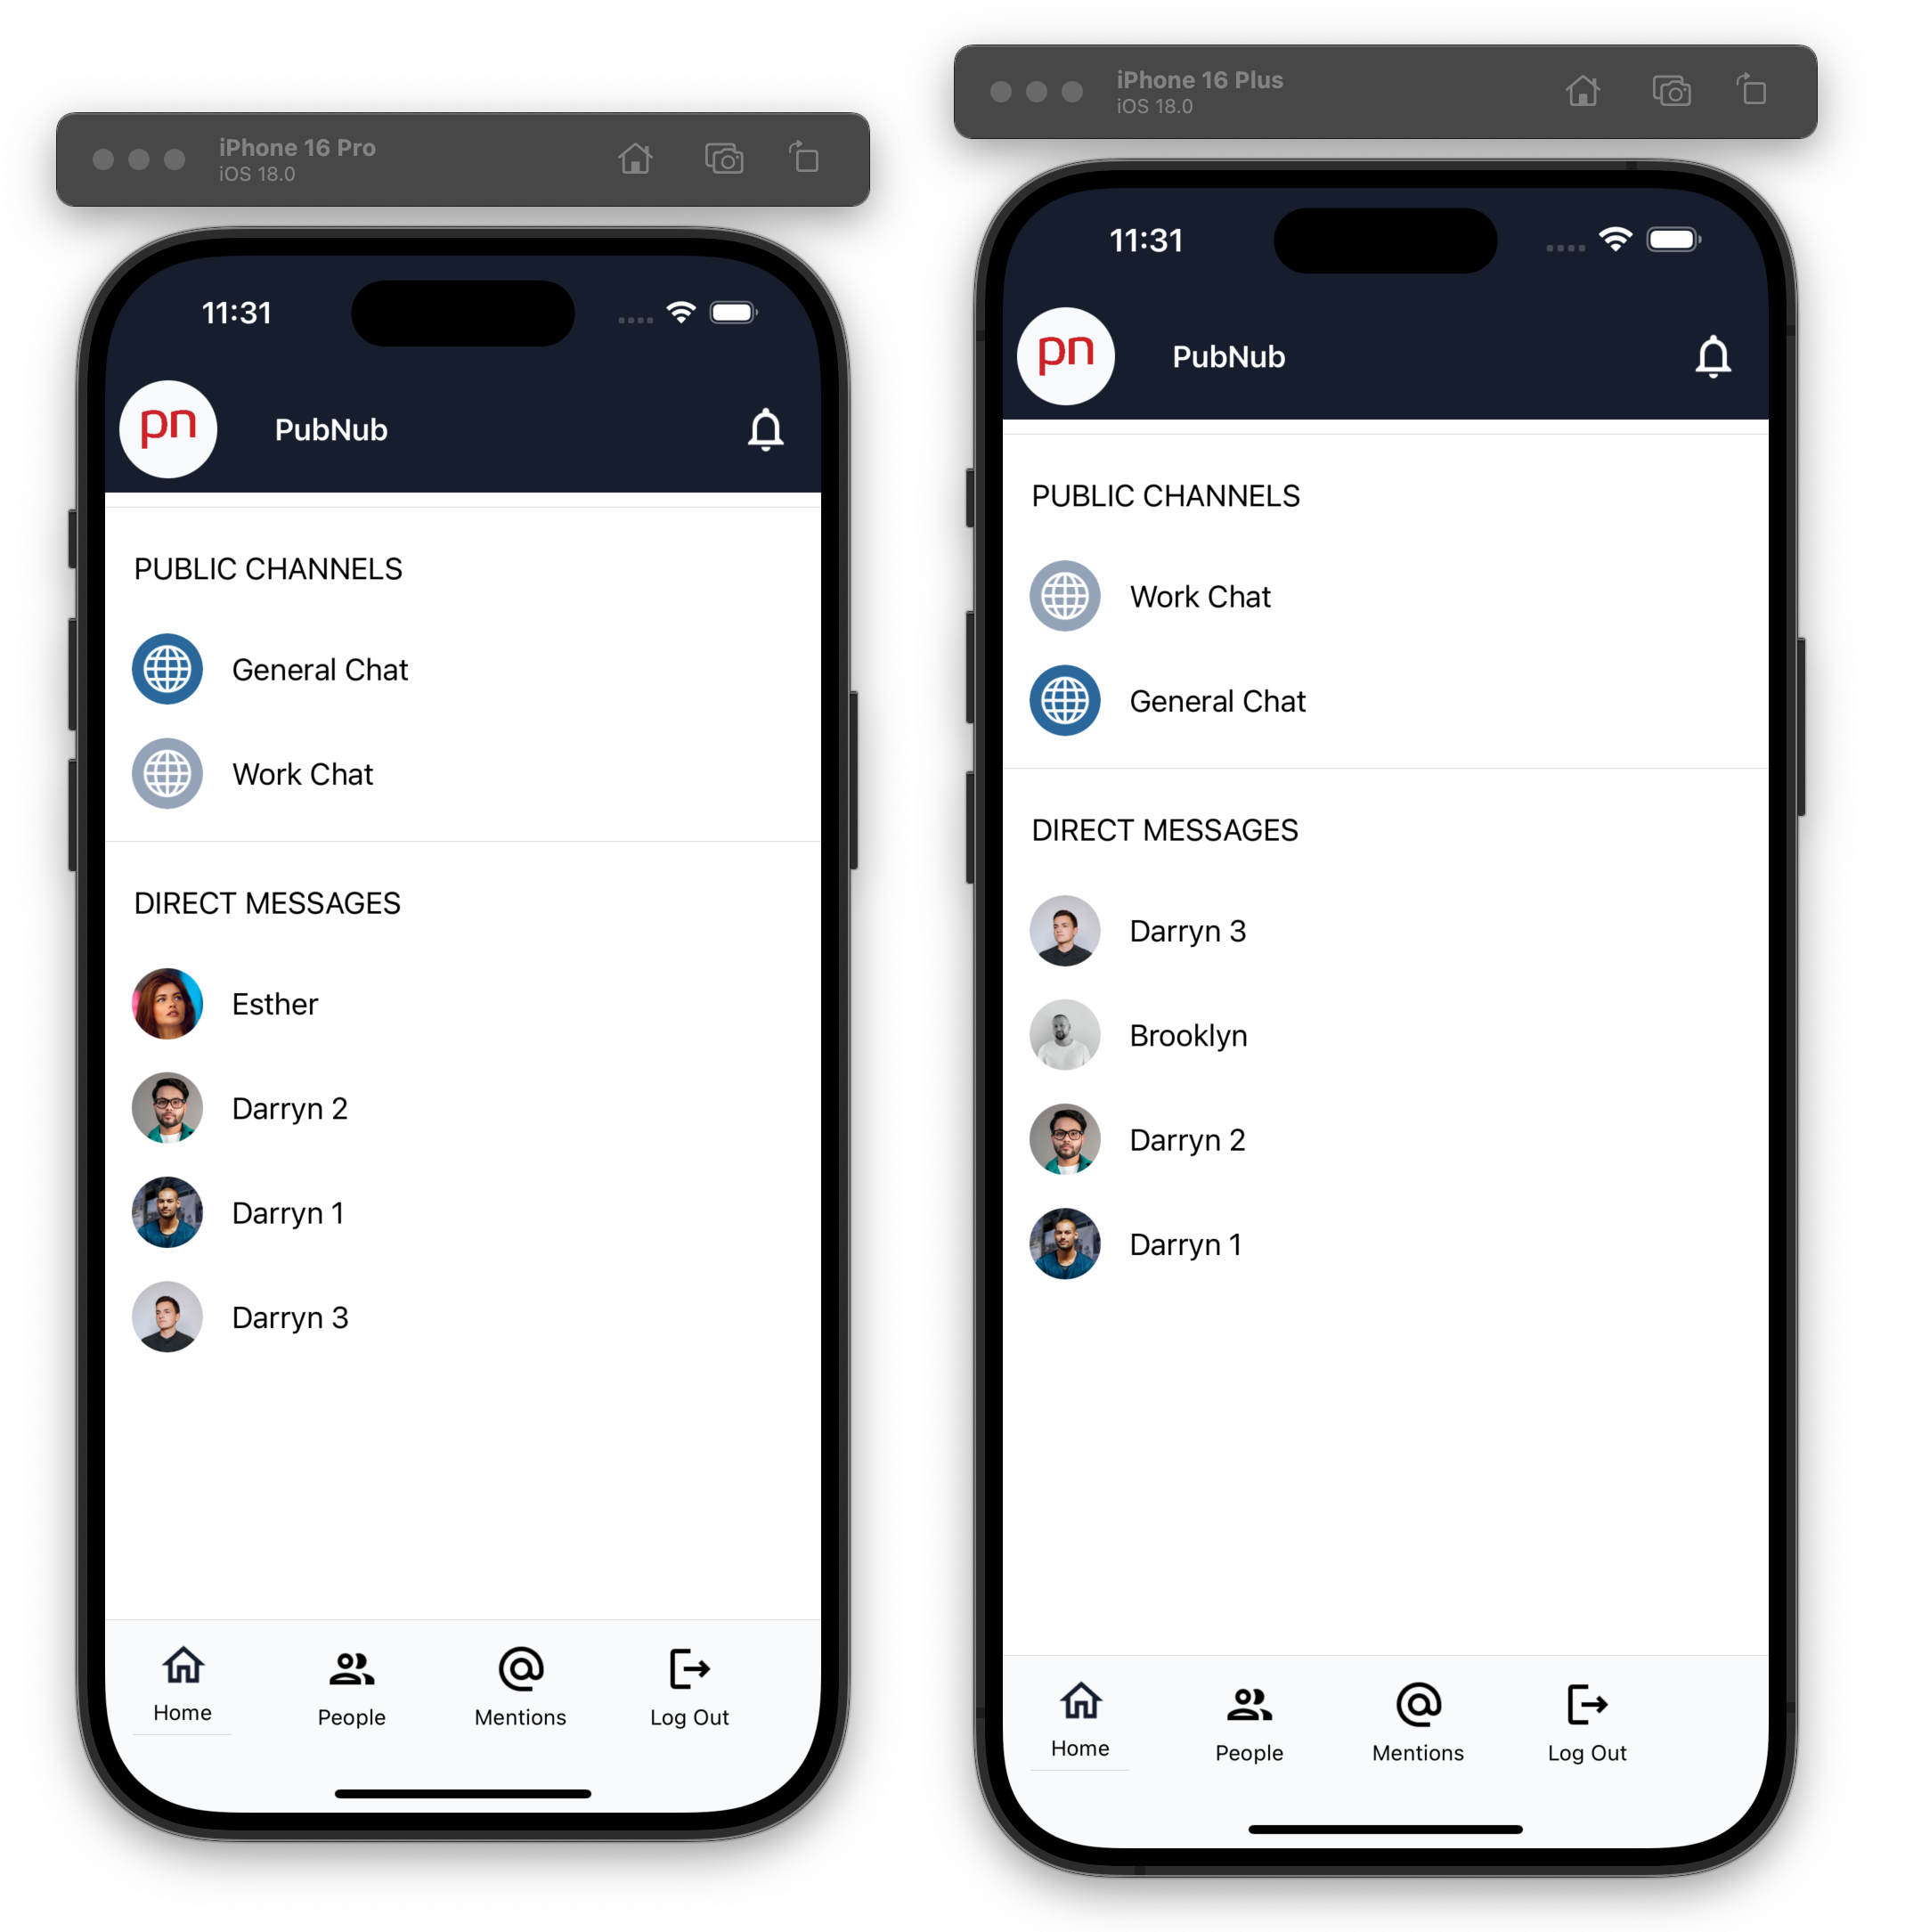 iPhone 16 Pro
iOS 18.0
11:31
pn
PubNub
PUBLIC CHANNELS
General Chat
Work Chat
DIRECT MESSAGES
Esther
Darryn 2
Darryn 1
Darryn 3
Home
People
Mentions
Log Out
iPhone 16 Plus
iOS 18.0
11:31
pn
PubNub
PUBLIC CHANNELS
Work Chat
General Chat
DIRECT MESSAGES
Darryn 3
Brooklyn
Darryn 2
Darryn 1
Home
People
Mentions
Log Out